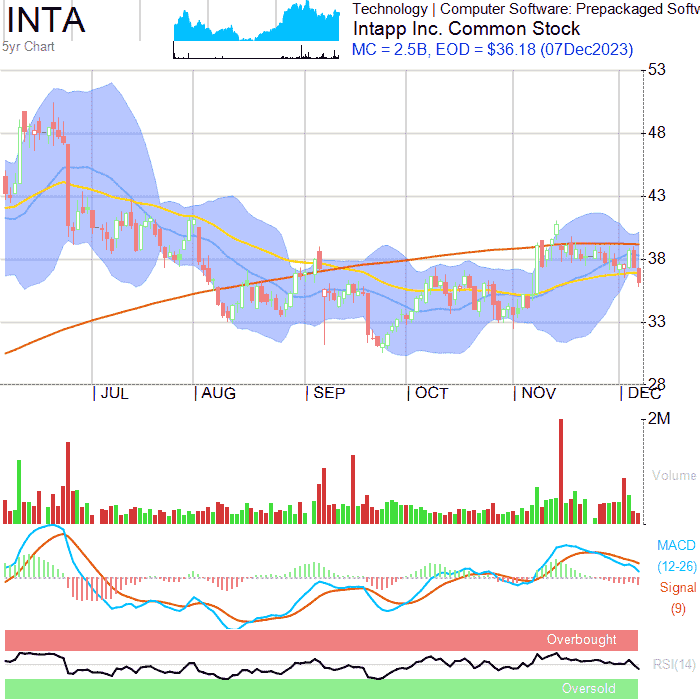 INTA
5yr Chart
Technology | Computer Software: Prepackaged Softw
Intapp Inc. Common Stock
MC = 2.5B, EOD = $36.18 (07Dec2023)
53
48
43
38
33
28
JUL
AUG
SEP
OCT
NOV
DEC
2M
Volume
MACD
(12-26)
Signal
(9)
Overbought
RSI(14)
Oversold